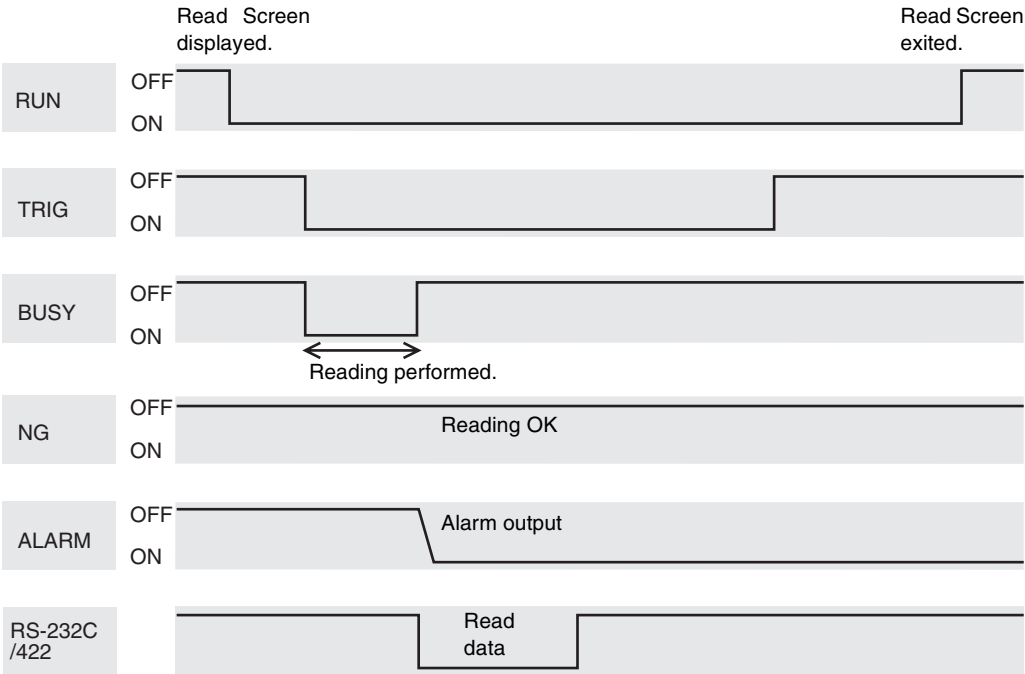 Read Screen
displayed.
Read Screen
exited.
RUN
OFF
ON
TRIG
OFF
ON
BUSY
OFF
ON
Reading performed.
NG
OFF
ON
Reading OK
ALARM
OFF
ON
Alarm output
RS-232C
/422
Read
data